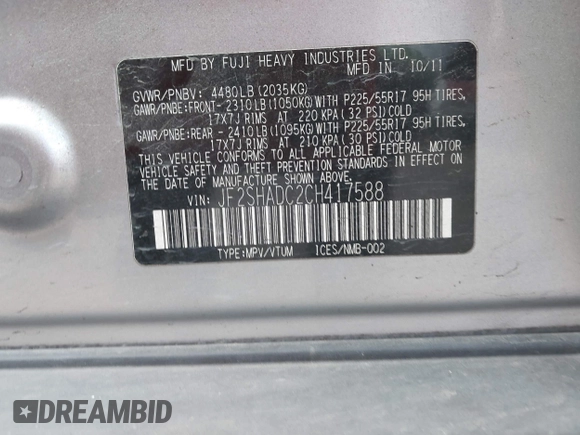 MFD BY FUJI HEAVY INDUSTRIES LTD.
MFD IN 10/11
GVWR/PNBV: 4480LB (2035KG)
GAWR/PNBE:FRONT- 2310LB(1050KG)WITH P225/55R17 95H TIRES,
17X7J RIMS AT 220 KPA( 32 PSI)COLD
GAWR/PNBE:REAR - 2410LB(1095KG)WITH P225/55R17 95H TIRES,
17X7J RIMS AT 210 KPA( 30 PSI)COLD
THIS VEHICLE CONFORMS TO ALL APPLICABLE FEDERAL MOTOR
VEHICLE SAFETY AND THEFT PREVENTION STANDARDS IN EFFECT ON
THE DATE OF MANUFACTURE SHOWN ABOVE.
VIN: JF2SHADC2CH417588
TYPE:MPV/VTUM ICES/NMB-002
DREAMBID